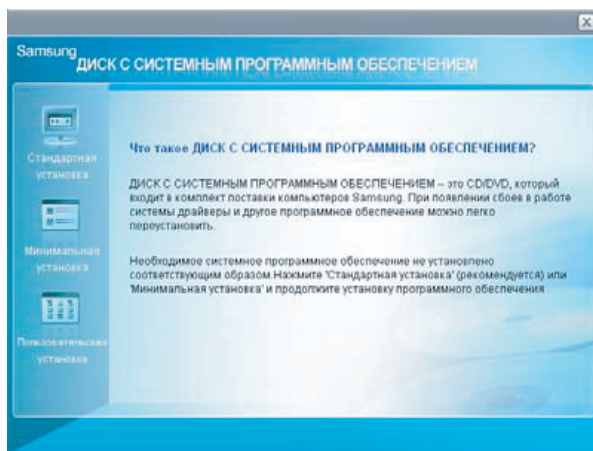 Samsung
ДИСК С СИСТЕМНЫМ ПРОГРАММНЫМ ОБЕСПЕЧЕНИЕМ
Стандартная
установка
Минимальная
установка
Пользовательская
установка
Что такое ДИСК С СИСТЕМНЫМ ПРОГРАММНЫМ ОБЕСПЕЧЕНИЕМ?
ДИСК С СИСТЕМНЫМ ПРОГРАММНЫМ ОБЕСПЕЧЕНИЕМ – это CD/DVD, который
входит в комплект поставки компьютеров Samsung. При появлении сбоев в работе
системы драйверы и другое программное обеспечение можно легко
переустановить.
Необходимое системное программное обеспечение не установлено
соответствующим образом.Нажмите 'Стандартная установка' (рекомендуется) или
'Минимальная установка' и продолжите установку программного обеспечения